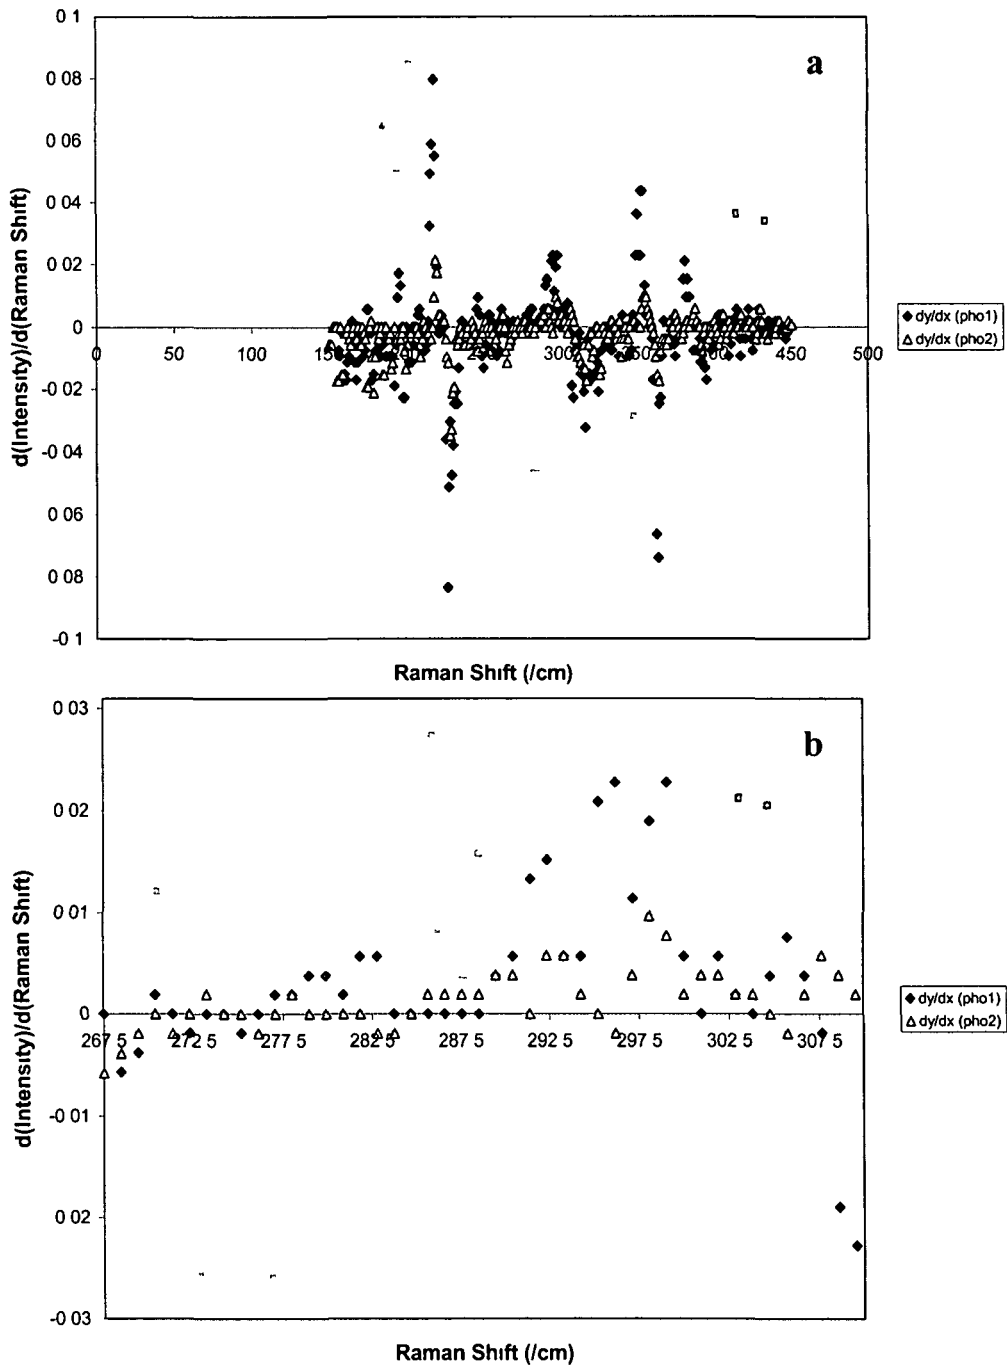 0 1
a
0 08
0 06
0 04
0 02
0
0 50 100 150 200 250 300 350 400 450 500
-0 02
-0 04
0 06
0 08
-0 1
d(Intensity)/d(Raman Shift)
Raman Shift (/cm)
dy/dx (pho1)
dy/dx (pho2)
0 03
b
0 02
0 01
0
267 5 272 5 277 5 282 5 287 5 292 5 297 5 302 5 307 5
-0 01
0 02
-0 03
d(Intensity)/d(Raman Shift)
Raman Shift (/cm)
dy/dx (pho1)
dy/dx (pho2)